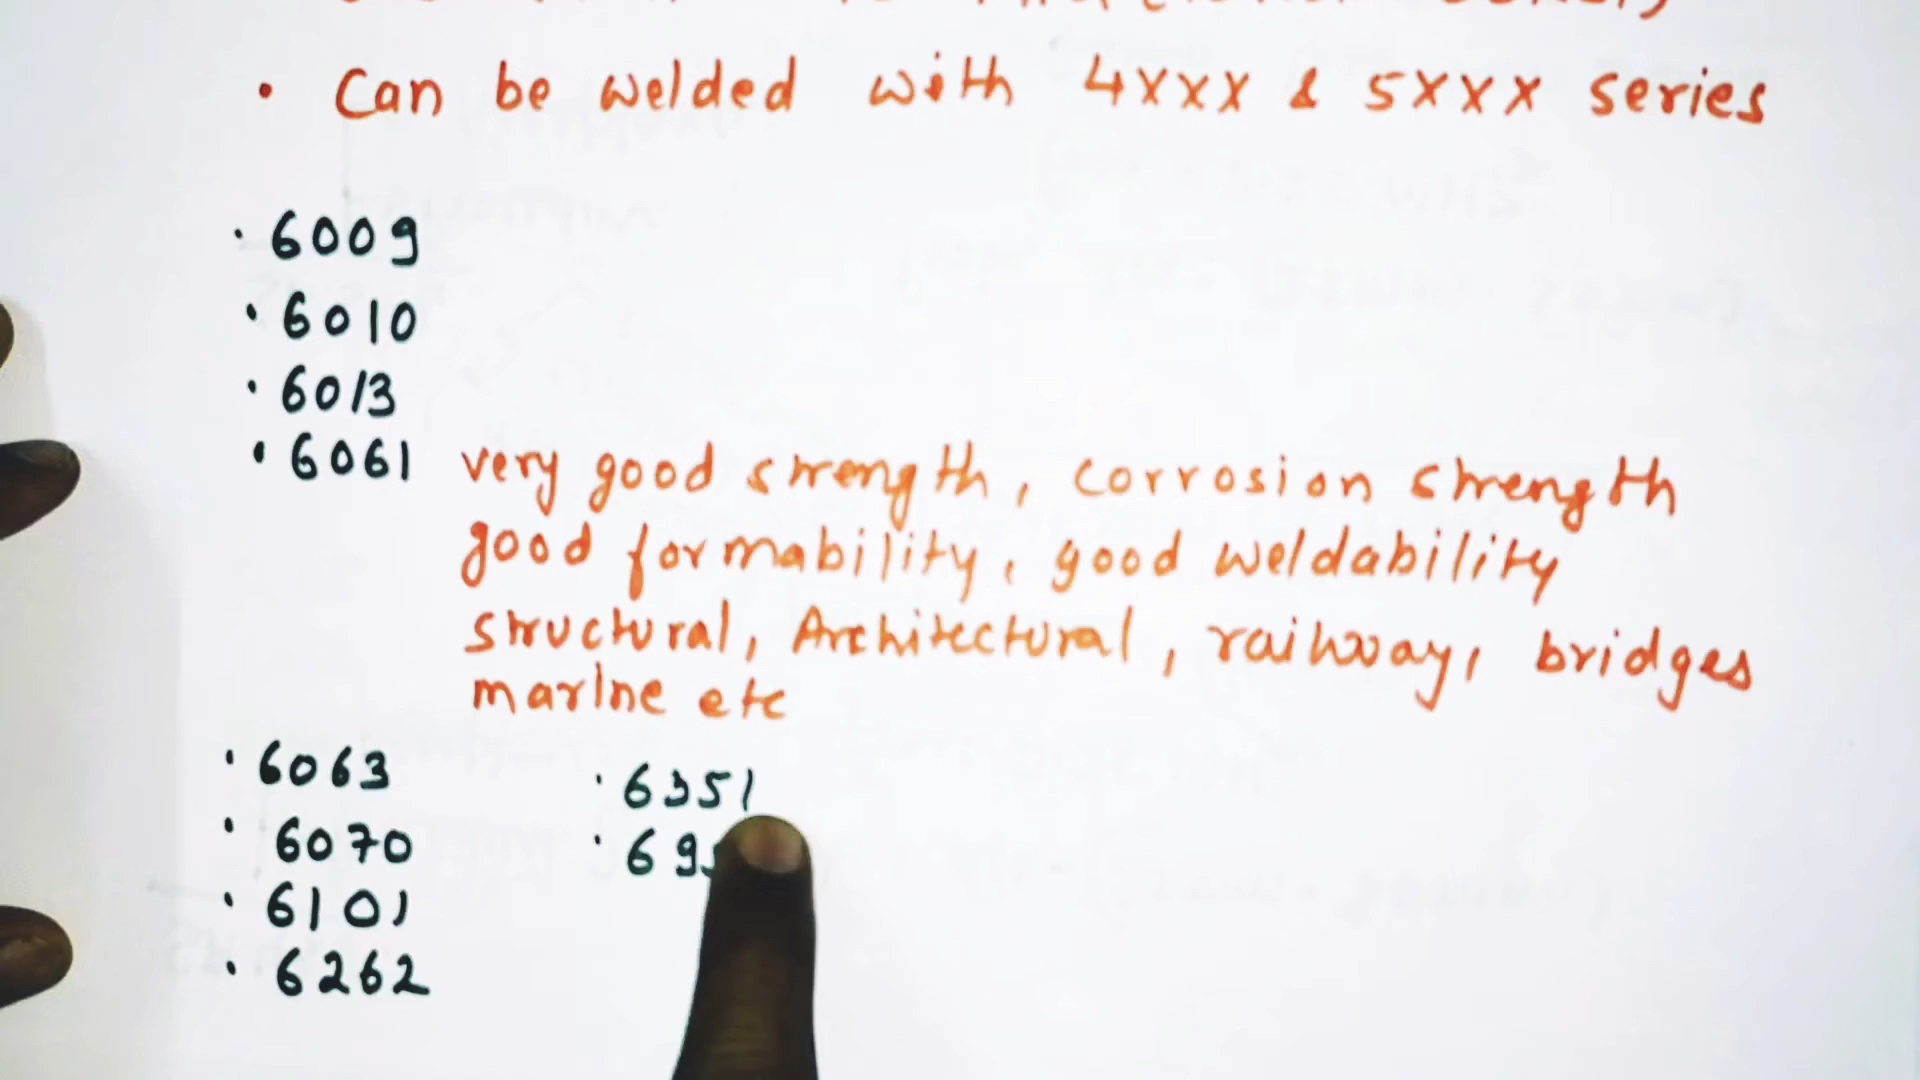 • Can be welded with 4XXX & 5XXX series
• 6009
• 6010
• 6013
• 6061 very good strength, corrosion strength
good formability, good weldability
structural, Architectural, railway, bridges
marine etc
• 6063
• 6070
• 6101
• 6262
• 6351